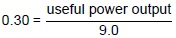 0.30 = useful power output
9.0